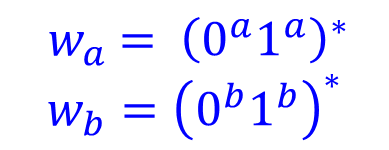 w_a = (0^a 1^a)*
w_b = (0^b 1^b)^*